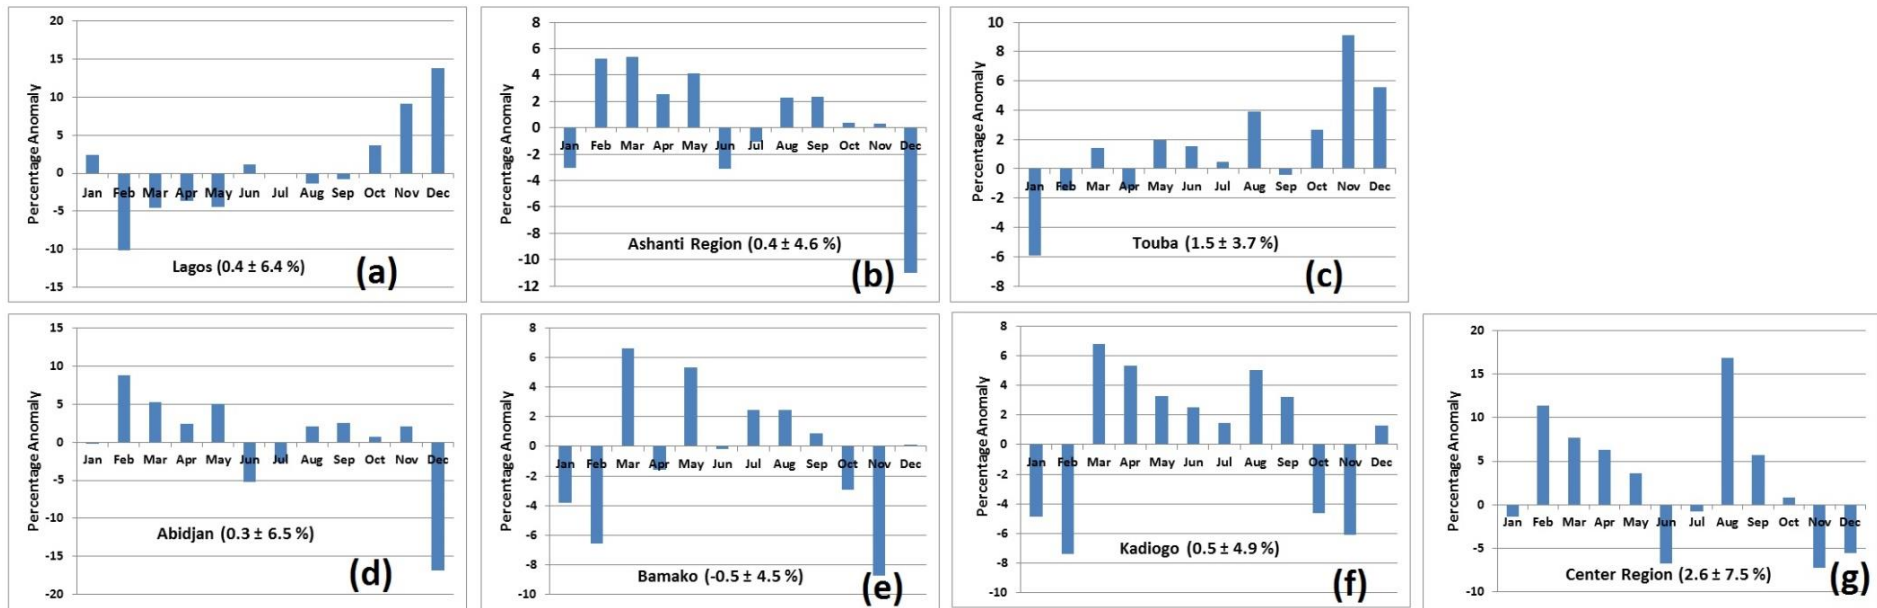 20
15
10
5
0
-5
-10
-15
Percentage Anomaly
Jan Feb Mar Apr May Jun Jul Aug Sep Oct Nov Dec
Lagos (0.4 ± 6.4 %)
(a)
8
6
4
2
0
-2
-4
-6
-8
-10
-12
Percentage Anomaly
Jan Feb Mar Apr May Jun Jul Aug Sep Oct Nov Dec
Ashanti Region (0.4 ± 4.6 %)
(b)
10
8
6
4
2
0
-2
-4
-6
-8
Percentage Anomaly
Jan Feb Mar Apr May Jun Jul Aug Sep Oct Nov Dec
Touba (1.5 ± 3.7 %)
(c)
15
10
5
0
-5
-10
-15
-20
Percentage Anomaly
Jan Feb Mar Apr May Jun Jul Aug Sep Oct Nov Dec
Abidjan (0.3 ± 6.5 %)
(d)
8
6
4
2
0
-2
-4
-6
-8
-10
Percentage Anomaly
Jan Feb Mar Apr May Jun Jul Aug Sep Oct Nov Dec
Bamako (-0.5 ± 4.5 %)
(e)
8
6
4
2
0
-2
-4
-6
-8
-10
Percentage Anomaly
Jan Feb Mar Apr May Jun Jul Aug Sep Oct Nov Dec
Kadiogo (0.5 ± 4.9 %)
(f)
20
15
10
5
0
-5
-10
Percentage Anomaly
Jan Feb Mar Apr May Jun Jul Aug Sep Oct Nov Dec
Center Region (2.6 ± 7.5 %)
(g)